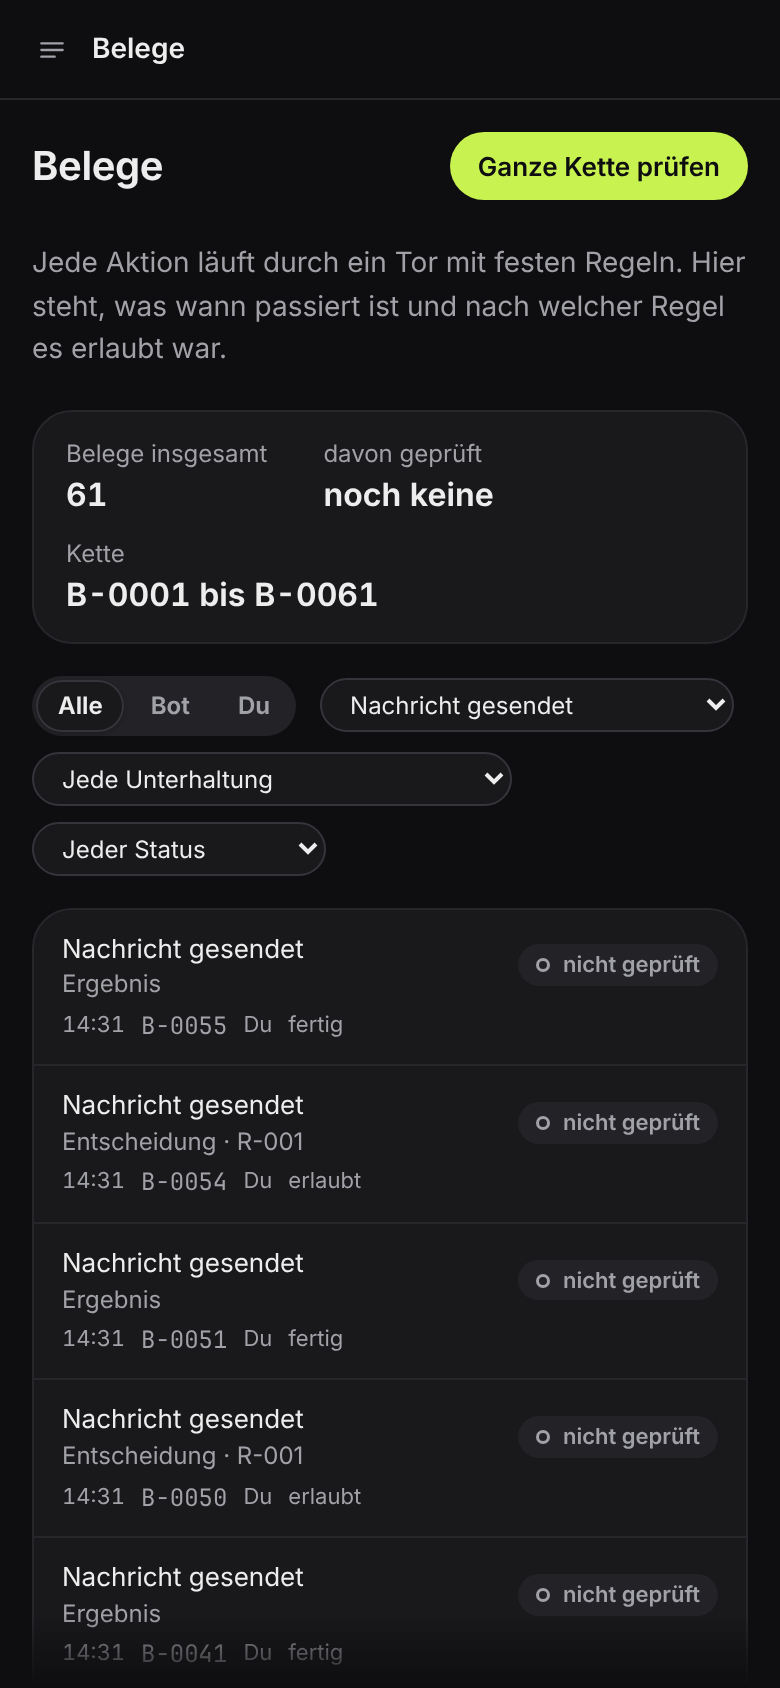 Belege
Belege
Ganze Kette prüfen
Jede Aktion läuft durch ein Tor mit festen Regeln. Hier
steht, was wann passiert ist und nach welcher Regel
es erlaubt war.
Belege insgesamt
61
davon geprüft
noch keine
Kette
B-0001 bis B-0061
Alle Bot Du
Nachricht gesendet
Jede Unterhaltung
Jeder Status
Nachricht gesendet
Ergebnis
14:31 B-0055 Du fertig
nicht geprüft
Nachricht gesendet
Entscheidung · R-001
14:31 B-0054 Du erlaubt
nicht geprüft
Nachricht gesendet
Ergebnis
14:31 B-0051 Du fertig
nicht geprüft
Nachricht gesendet
Entscheidung · R-001
14:31 B-0050 Du erlaubt
nicht geprüft
Nachricht gesendet
Ergebnis
14:31 B-0041 Du fertig
nicht geprüft